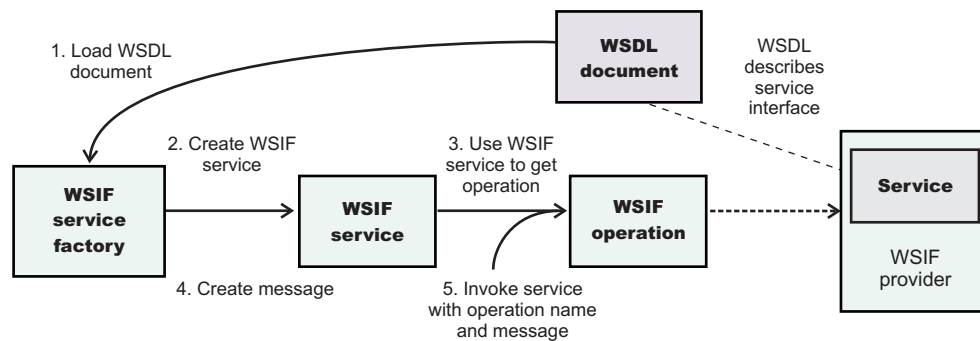 1. Load WSDL
document
WSDL
document
WSDL
describes
service
interface
2. Create WSIF
service
3. Use WSIF
service to get
operation
WSIF
service
factory
WSIF
service
WSIF
operation
Service
WSIF
provider
4. Create message
5. Invoke service
with operation name
and message